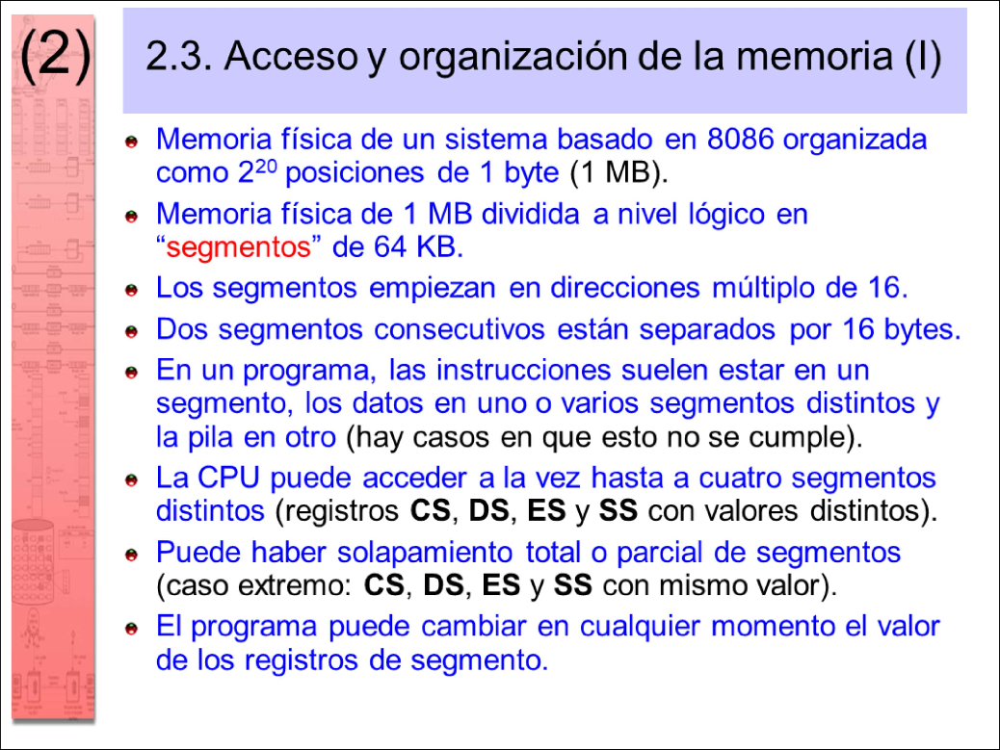 (2)
2.3. Acceso y organización de la memoria (I)
Memoria física de un sistema basado en 8086 organizada
como 2²⁰ posiciones de 1 byte (1 MB).
Memoria física de 1 MB dividida a nivel lógico en
“segmentos” de 64 KB.
Los segmentos empiezan en direcciones múltiplo de 16.
Dos segmentos consecutivos están separados por 16 bytes.
En un programa, las instrucciones suelen estar en un
segmento, los datos en uno o varios segmentos distintos y
la pila en otro (hay casos en que esto no se cumple).
La CPU puede acceder a la vez hasta a cuatro segmentos
distintos (registros CS, DS, ES y SS con valores distintos).
Puede haber solapamiento total o parcial de segmentos
(caso extremo: CS, DS, ES y SS con mismo valor).
El programa puede cambiar en cualquier momento el valor
de los registros de segmento.